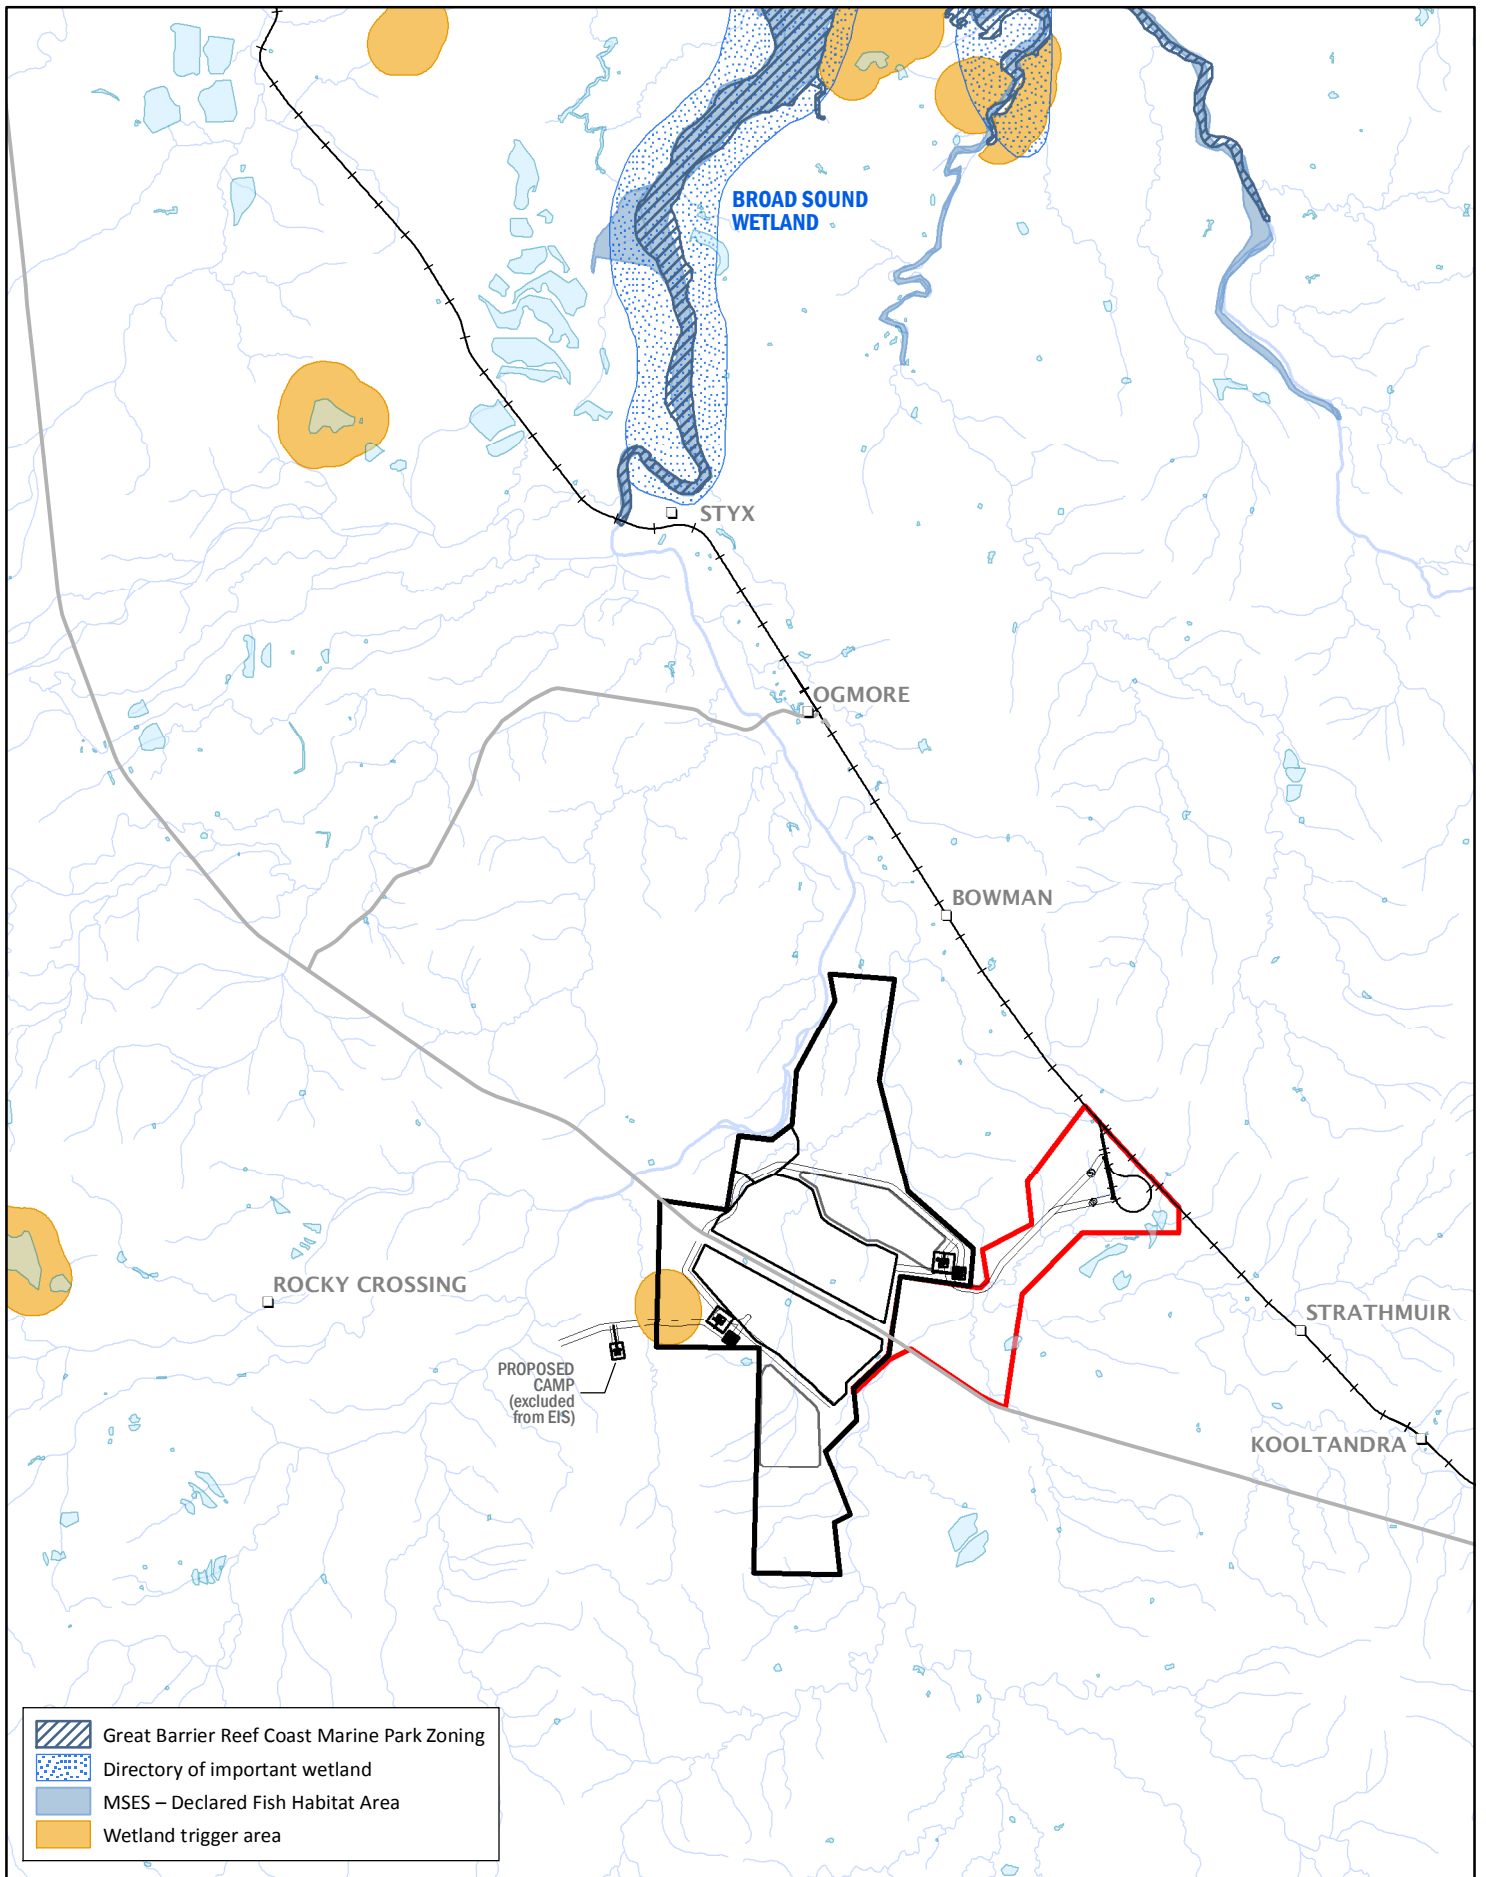 BROAD SOUND
WETLAND
STYX
OGMORE
BOWMAN
ROCKY CROSSING
STRATHMUIR
PROPOSED
CAMP
(excluded
from EIS)
KOOLTANDRA
Great Barrier Reef Coast Marine Park Zoning
Directory of important wetland
MSES – Declared Fish Habitat Area
Wetland trigger area